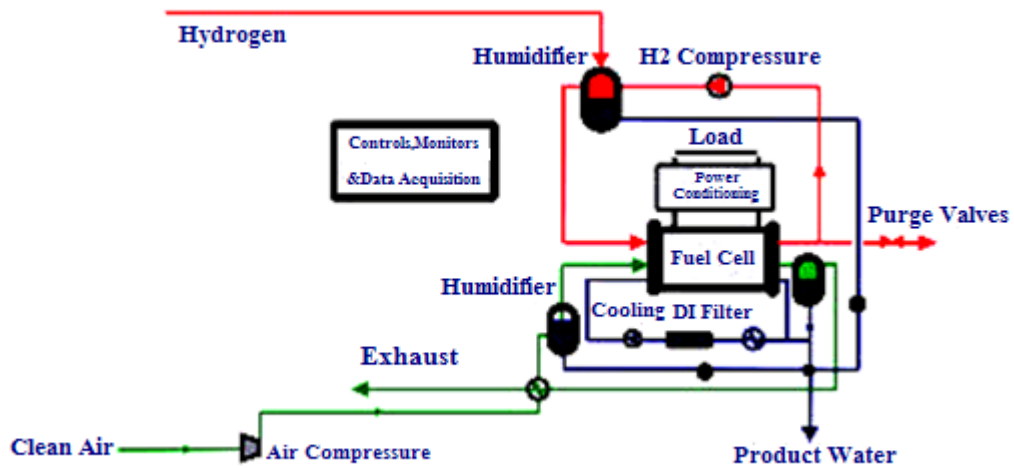 Hydrogen
Humidifier
H2 Compressure
Controls,Monitors
&Data Acquisition
Load
Power
Conditioning
Purge Valves
Fuel Cell
Humidifier
Cooling
DI Filter
Exhaust
Clean Air
Air Compressure
Product Water